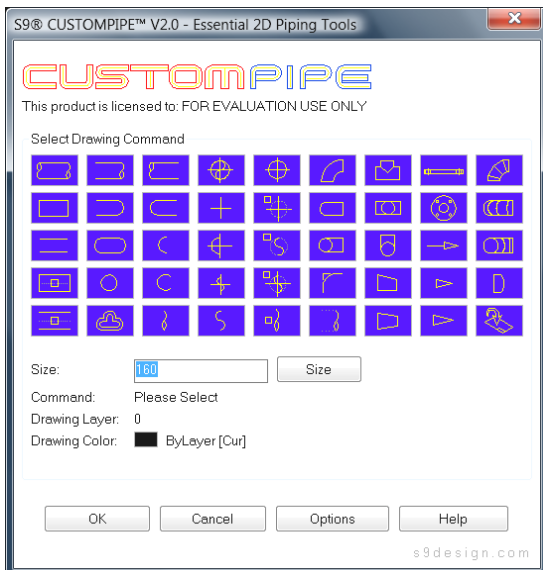 S9® CUSTOMPIPE™ V2.0 - Essential 2D Piping Tools
CUSTOMPIPE
This product is licensed to: FOR EVALUATION USE ONLY
Select Drawing Command
Size: 160 Size
Command: Please Select
Drawing Layer: 0
Drawing Color: ByLayer [Cur]
OK Cancel Options Help
s9design.com